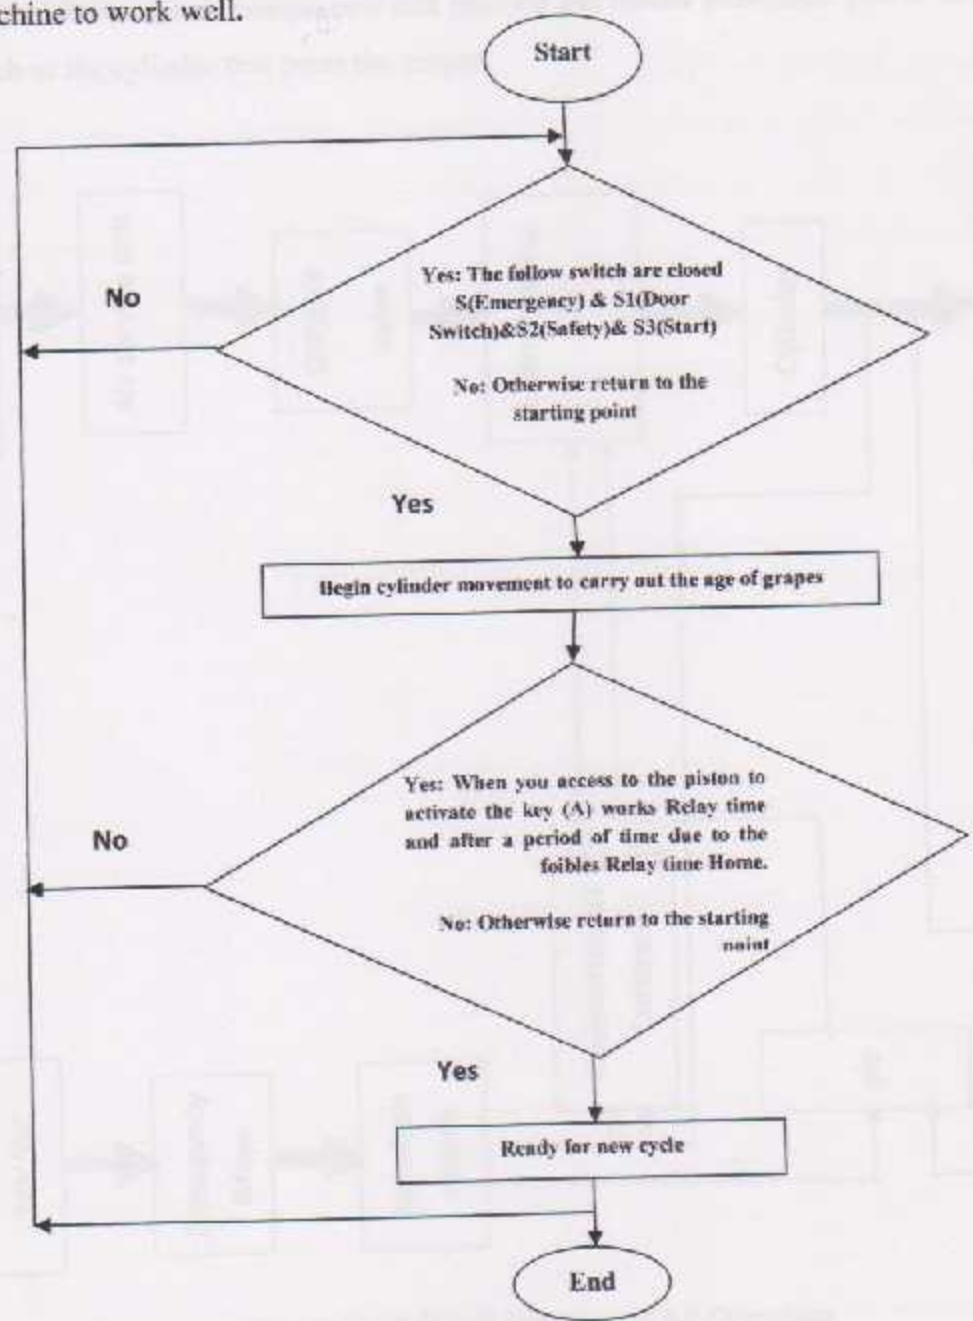 chine to work well.
Start
No
Yes: The follow switch are closed
S(Emergency) & S1(Door
Switch)&S2(Safety)& S3(Start)
No: Otherwise return to the
starting point
Yes
Begin cylinder movement to carry out the age of grapes
Yes: When you access to the piston to
activate the key (A) works Relay time
and after a period of time due to the
foibles Relay time Home.
No
No: Otherwise return to the starting
point
Yes
Ready for new cycle
End